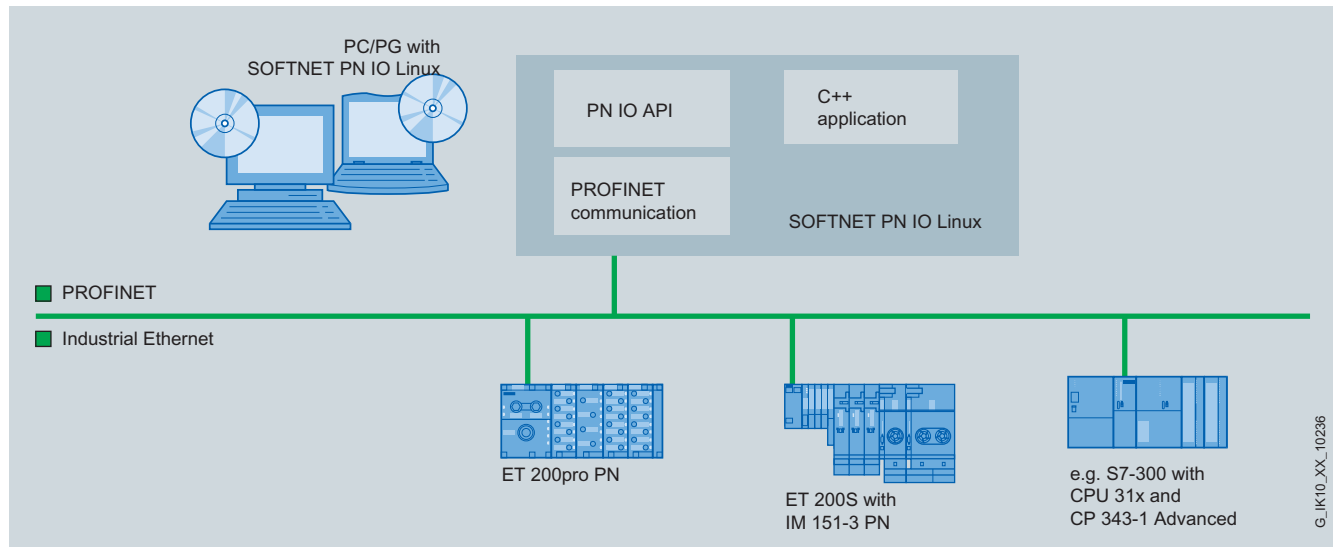 PC/PG with
SOFTNET PN IO Linux
PN IO API
C++
application
PROFINET
communication
SOFTNET PN IO Linux
PROFINET
Industrial Ethernet
ET 200pro PN
ET 200S with
IM 151-3 PN
e.g. S7-300 with
CPU 31x and
CP 343-1 Advanced
G_IK10_XX_10236